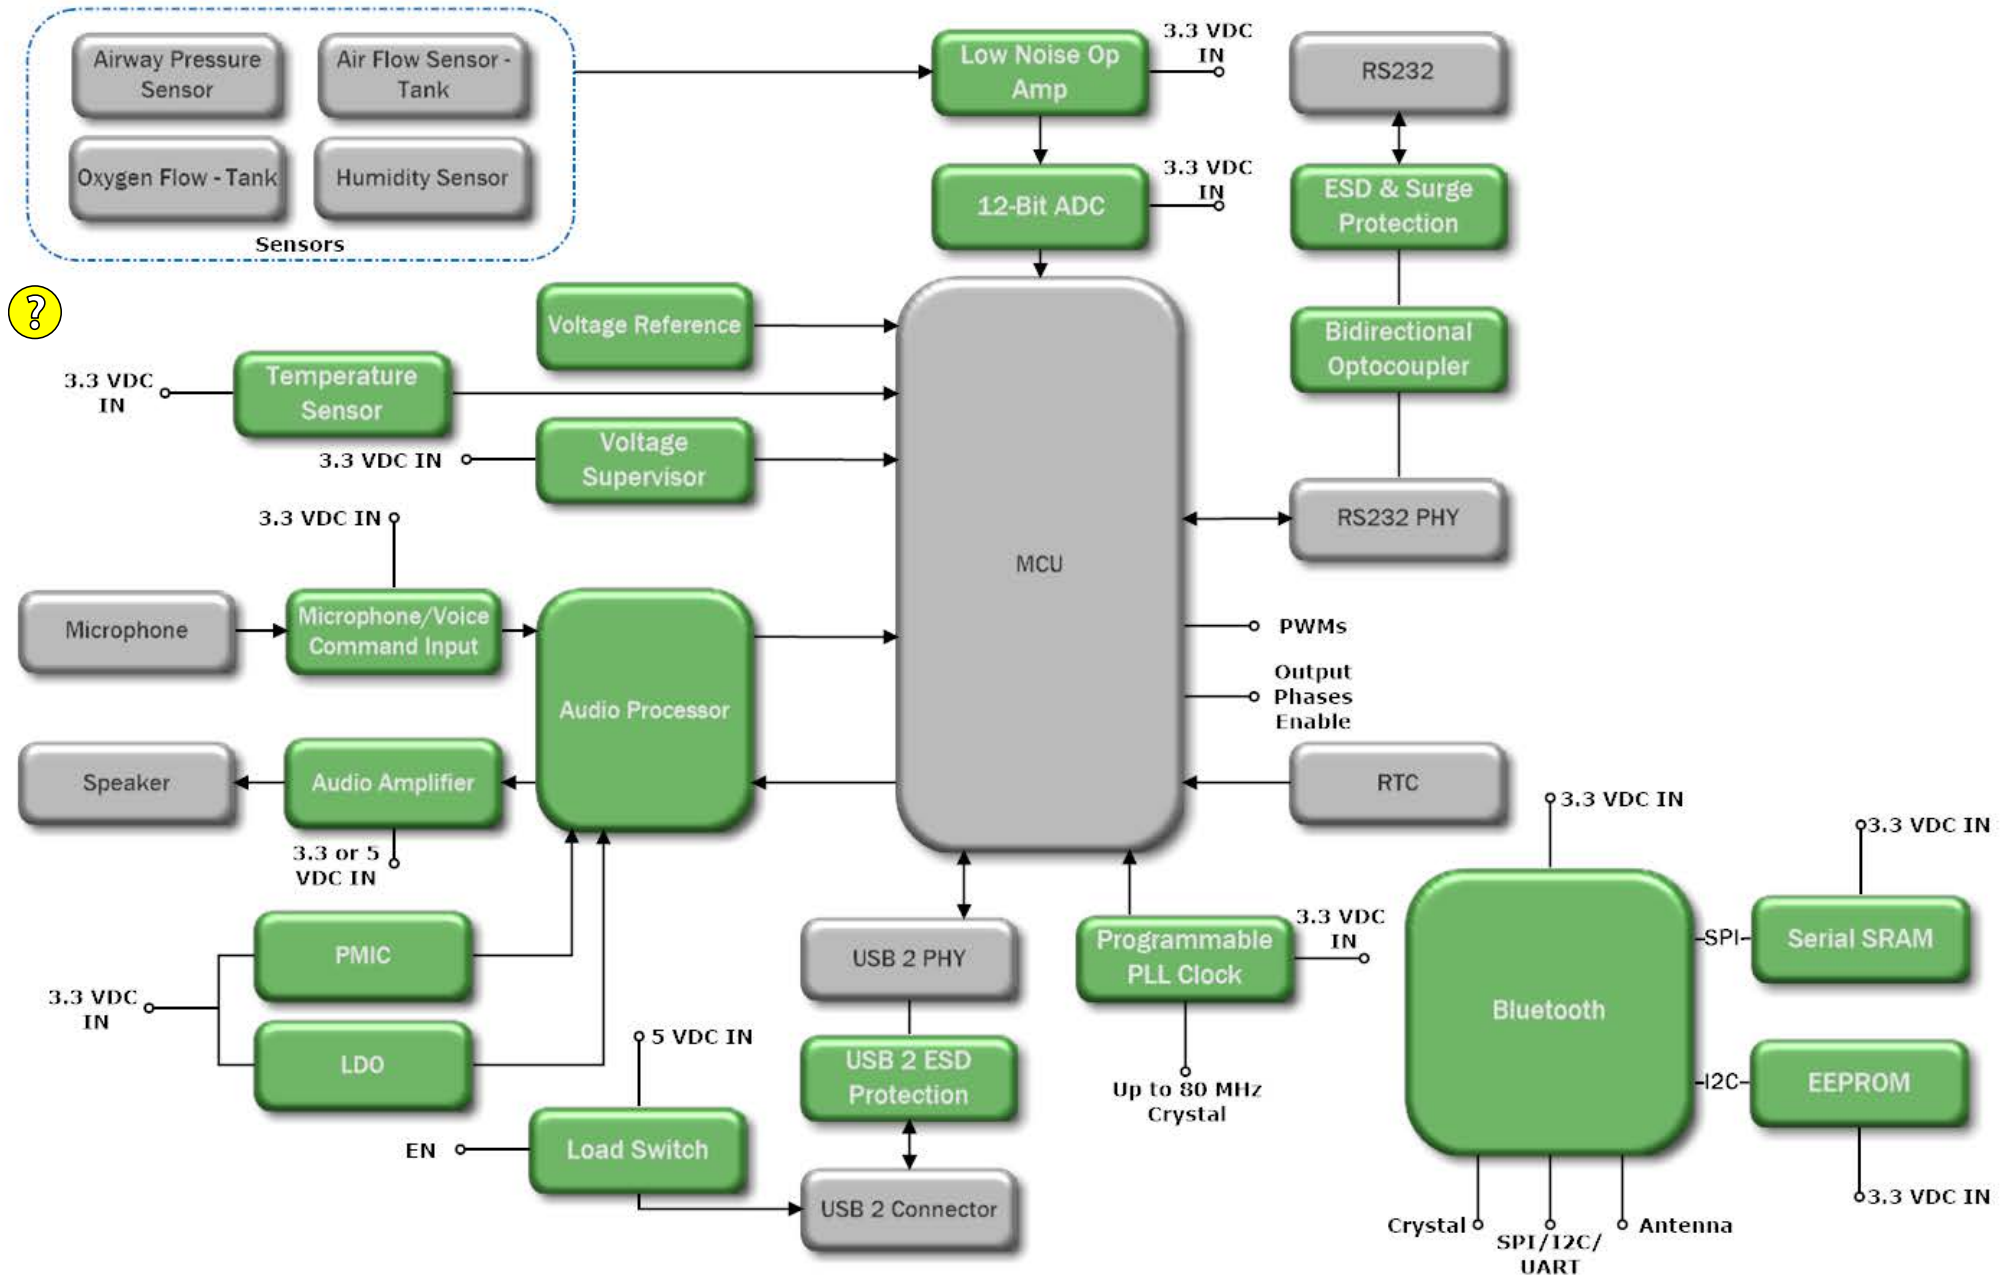 Airway Pressure
Sensor
Air Flow Sensor -
Tank
Oxygen Flow - Tank
Humidity Sensor
Sensors
Low Noise Op
Amp
3.3 VDC
IN
12-Bit ADC
3.3 VDC
IN
RS232
ESD & Surge
Protection
Bidirectional
Optocoupler
RS232 PHY
?
Voltage Reference
3.3 VDC
IN
Temperature
Sensor
3.3 VDC IN
Voltage
Supervisor
MCU
3.3 VDC IN
Microphone
Microphone/Voice
Command Input
Audio Processor
Speaker
Audio Amplifier
3.3 or 5
VDC IN
PWMs
Output
Phases
Enable
RTC
3.3 VDC
IN
PMIC
LDO
5 VDC IN
EN
Load Switch
USB 2 PHY
USB 2 ESD
Protection
USB 2 Connector
Programmable
PLL Clock
3.3 VDC
IN
Up to 80 MHz
Crystal
3.3 VDC IN
Bluetooth
SPI
I2C
3.3 VDC IN
Serial SRAM
EEPROM
3.3 VDC IN
Crystal
SPI/I2C/
UART
Antenna